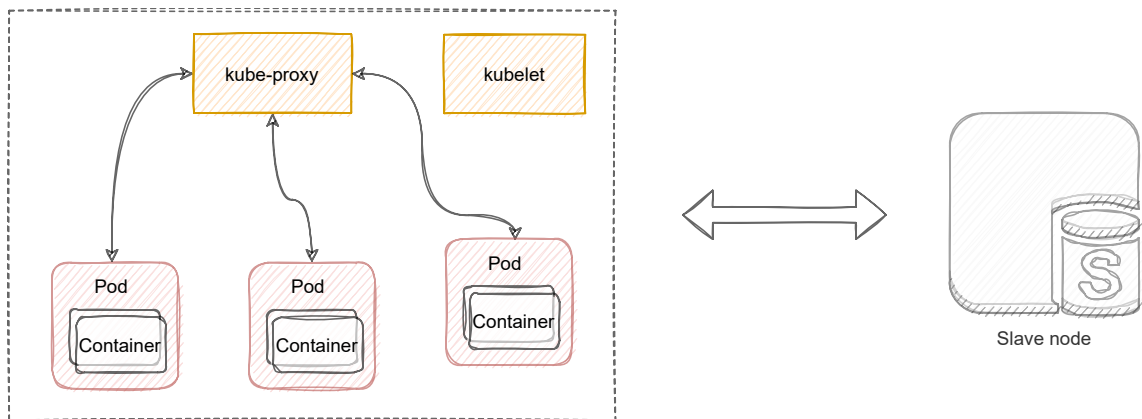 kube-proxy
kubelet
Pod
Container
Pod
Container
Pod
Container
S
Slave node